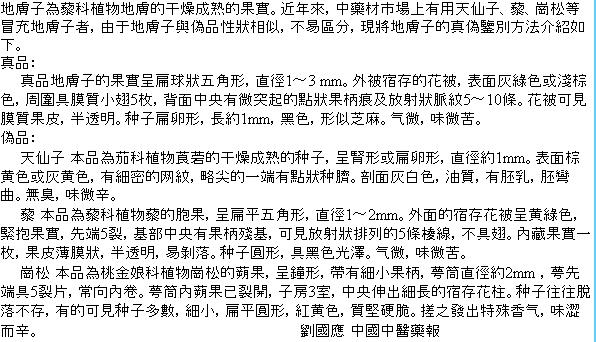 地膚子為藜科植物地膚的干燥成熟的果實。近年來，中藥材市場上有用天仙子、藜、崗松等
冒充地膚子者，由于地膚子與偽品性狀相似，不易區分，現將地膚子的真偽鑒別方法介紹如
下。
真品：
真品地膚子的果實呈扁球狀五角形，直徑1～3 mm。外被宿存的花被，表面灰綠色或淺棕
色，周圍具膜質小翅5枚，背面中央有微突起的點狀果柄痕及放射狀脈紋5～10條。花被可見
膜質果皮，半透明。种子扁卵形，長約1mm，黑色，形似芝麻。气微，味微苦。
偽品：
天仙子 本品為茄科植物莨菪的干燥成熟的种子，呈腎形或扁卵形，直徑約1mm。表面棕
黃色或灰黃色，有細密的网紋，略尖的一端有點狀种臍。剖面灰白色，油質，有胚乳，胚彎
曲。無臭，味微辛。
藜 本品為藜科植物藜的胞果，呈扁平五角形，直徑1～2mm。外面的宿存花被呈黃綠色，
緊抱果實，先端5裂，基部中央有果柄殘基，可見放射狀排列的5條棱線，不具翅。內藏果實一
枚，果皮薄膜狀，半透明，易剝落。种子圓形，具黑色光澤。气微，味微苦。
崗松 本品為桃金娘科植物崗松的蒴果，呈鐘形，帶有細小果柄，萼筒直徑約2mm ，萼先
端具5裂片，常向內卷。萼筒內蒴果已裂開，子房3室，中央伸出細長的宿存花柱。种子往往脫
落不存，有的可見种子多數，細小，扁平圓形，紅黃色，質堅硬脆。搓之發出特殊香气，味澀
而辛。 劉國應 中國中醫藥報